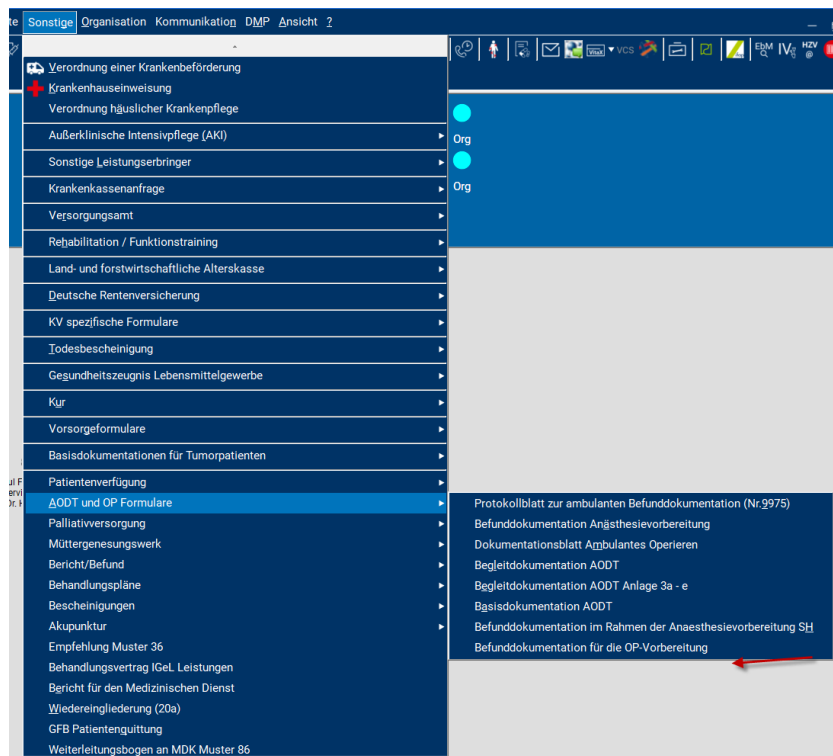 te Sonstige Organisation Kommunikation DMP Ansicht ?
vcs EbM IV HZV
@
Verordnung einer Krankenbeförderung
Krankenhauseinweisung
Verordnung häuslicher Krankenpflege
Außerklinische Intensivpflege (AKI)
Org
Sonstige Leistungserbringer
Krankenkassenanfrage
Org
Versorgungsamt
Rehabilitation / Funktionstraining
Land- und forstwirtschaftliche Alterskasse
Deutsche Rentenversicherung
KV spezifische Formulare
Todesbescheinigung
Gesundheitszeugnis Lebensmittelgewerbe
Kur
Vorsorgeformulare
Basisdokumentationen für Tumorpatienten
Patientenverfügung
AODT und OP Formulare
Palliativversorgung
Müttergenesungswerk
Bericht/Befund
Behandlungspläne
Bescheinigungen
Akupunktur
Empfehlung Muster 36
Behandlungsvertrag IGeL Leistungen
Bericht für den Medizinischen Dienst
Wiedereingliederung (20a)
GFB Patientenquittung
Weiterleitungsbogen an MDK Muster 86
Protokollblatt zur ambulanten Befunddokumentation (Nr.9975)
Befunddokumentation Anästhesievorbereitung
Dokumentationsblatt Ambulantes Operieren
Begleitdokumentation AODT
Begleitdokumentation AODT Anlage 3a - e
Basisdokumentation AODT
Befunddokumentation im Rahmen der Anaesthesievorbereitung SH
Befunddokumentation für die OP-Vorbereitung